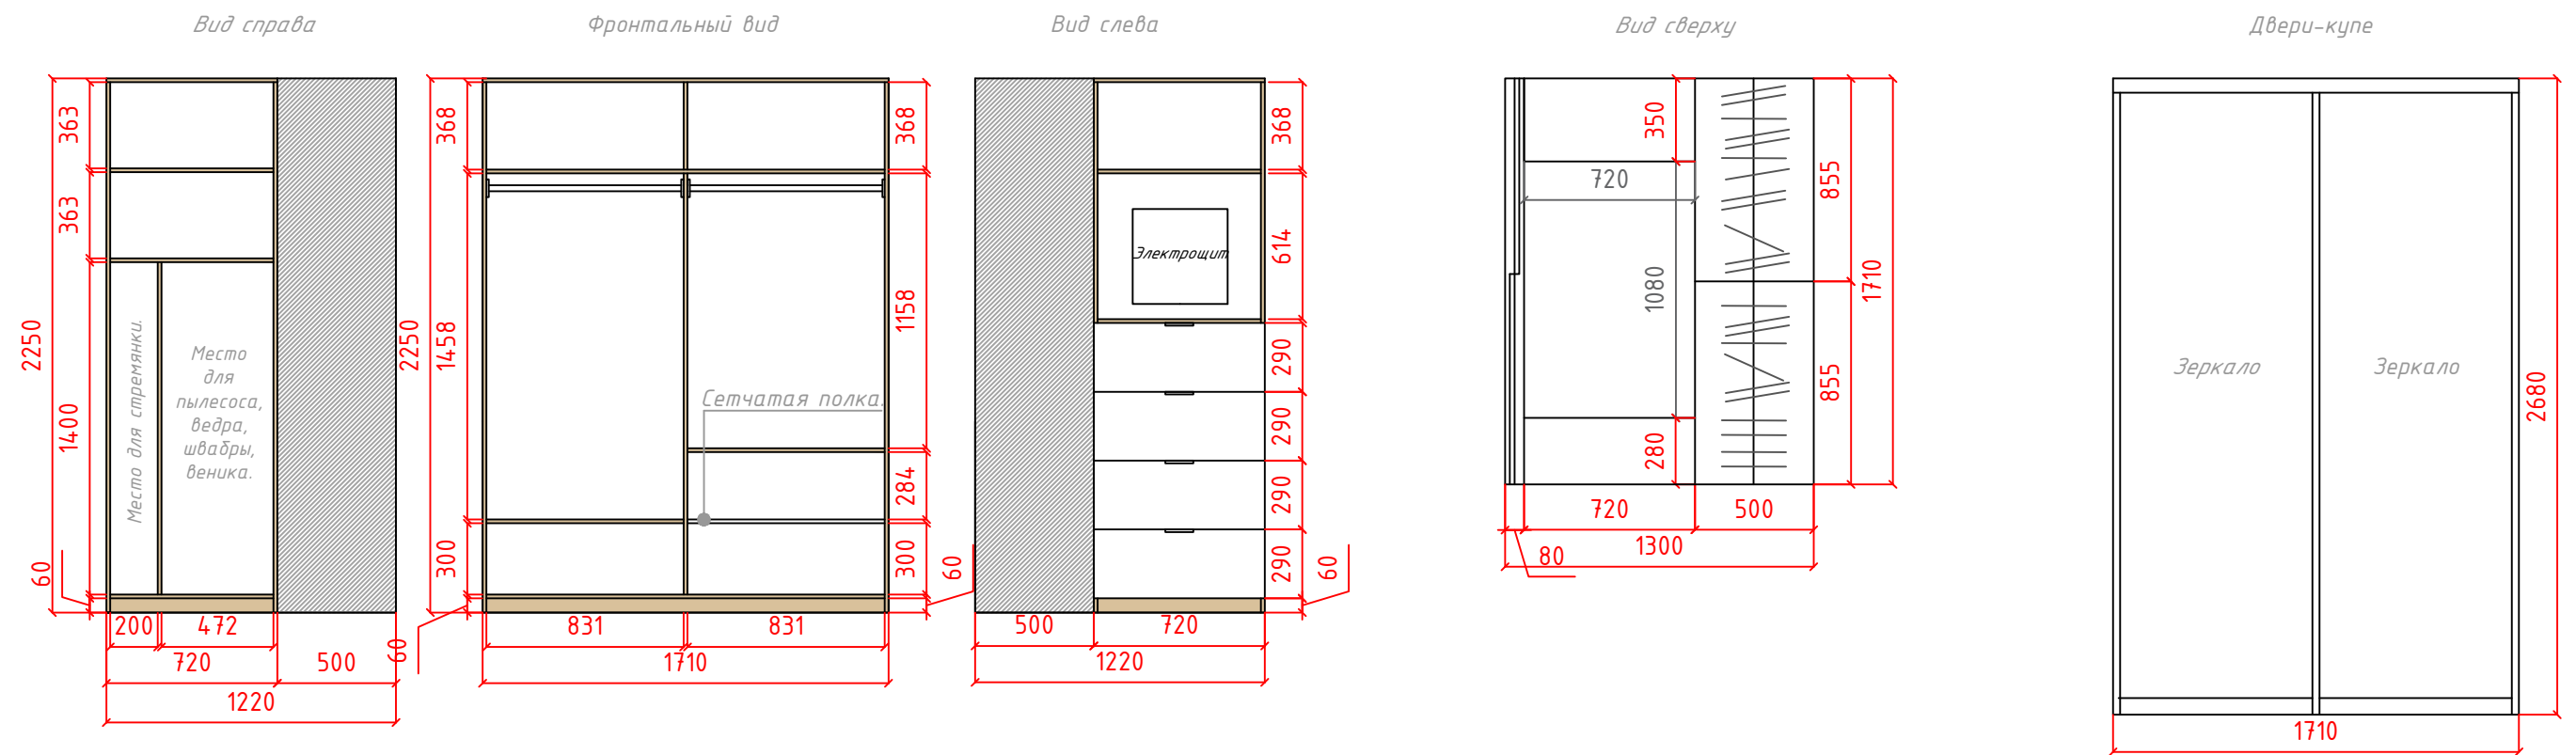 Вид справа
Фронтальный вид
Вид слева
Вид сверху
Двери-купе
363
363
1400
2250
60
Место для стремянки.
Место
для
пылесоса,
ведра,
швабры,
веника.
200
472
720
500
1220
368
1458
2250
300
60
368
1158
284
300
60
Сетчатая полка.
831
831
1710
368
614
290
290
290
290
60
Электрощит
500
720
1220
350
720
1080
280
855
855
1710
720
500
1300
80
Зеркало
Зеркало
2680
1710